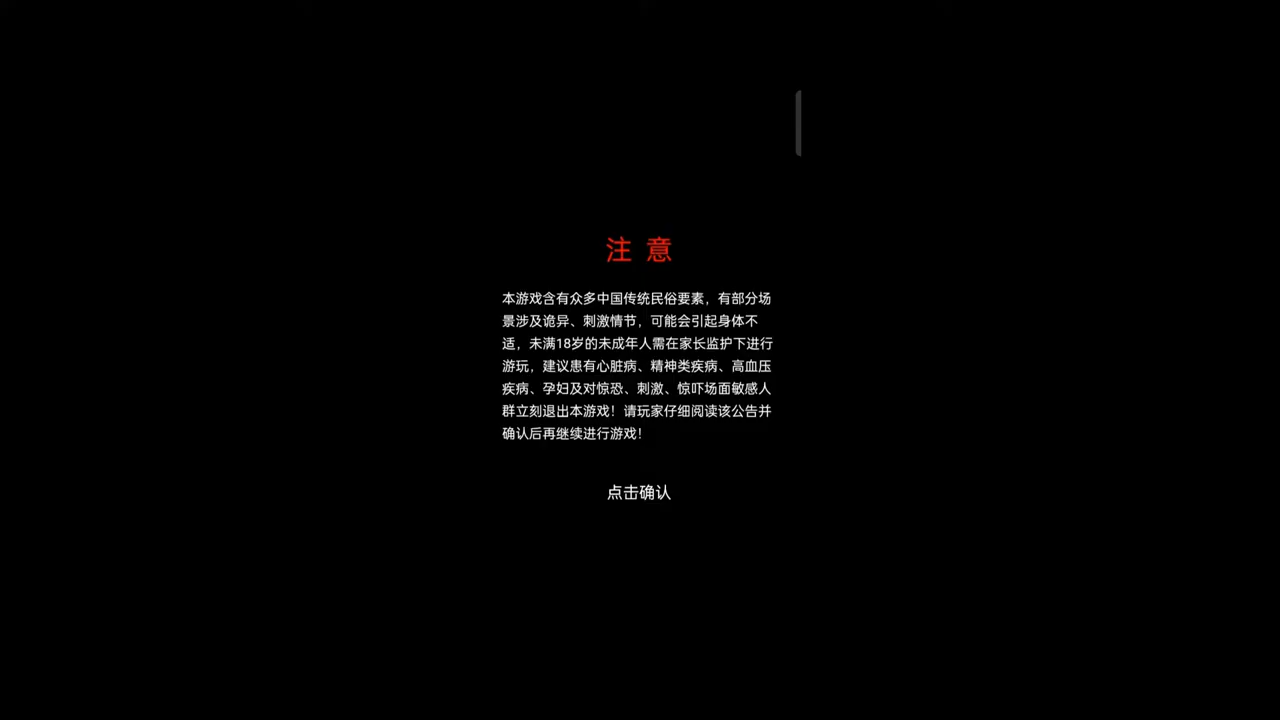 注 意
本游戏含有众多中国传统民俗要素，有部分场
景涉及诡异、刺激情节，可能会引起身体不
适，未满18岁的未成年人需在家长监护下进行
游玩，建议患有心脏病、精神类疾病、高血压
疾病、孕妇及对惊恐、刺激、惊吓场面敏感人
群立刻退出本游戏！请玩家仔细阅读该公告并
确认后再继续进行游戏！
点击确认